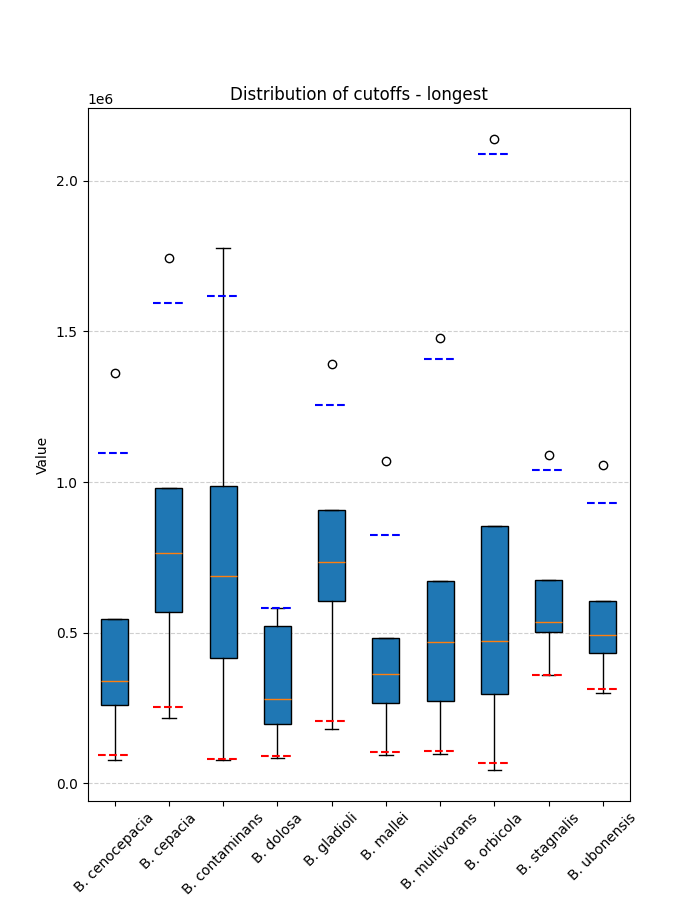 Distribution of cutoffs - longest
1e6
2.0
1.5
1.0
0.5
0.0
Value
B. cenocepacia
B. cepacia
B. contaminans
B. dolosa
B. gladioli
B. mallei
B. multivorans
B. orbicola
B. stagnalis
B. ubonensis